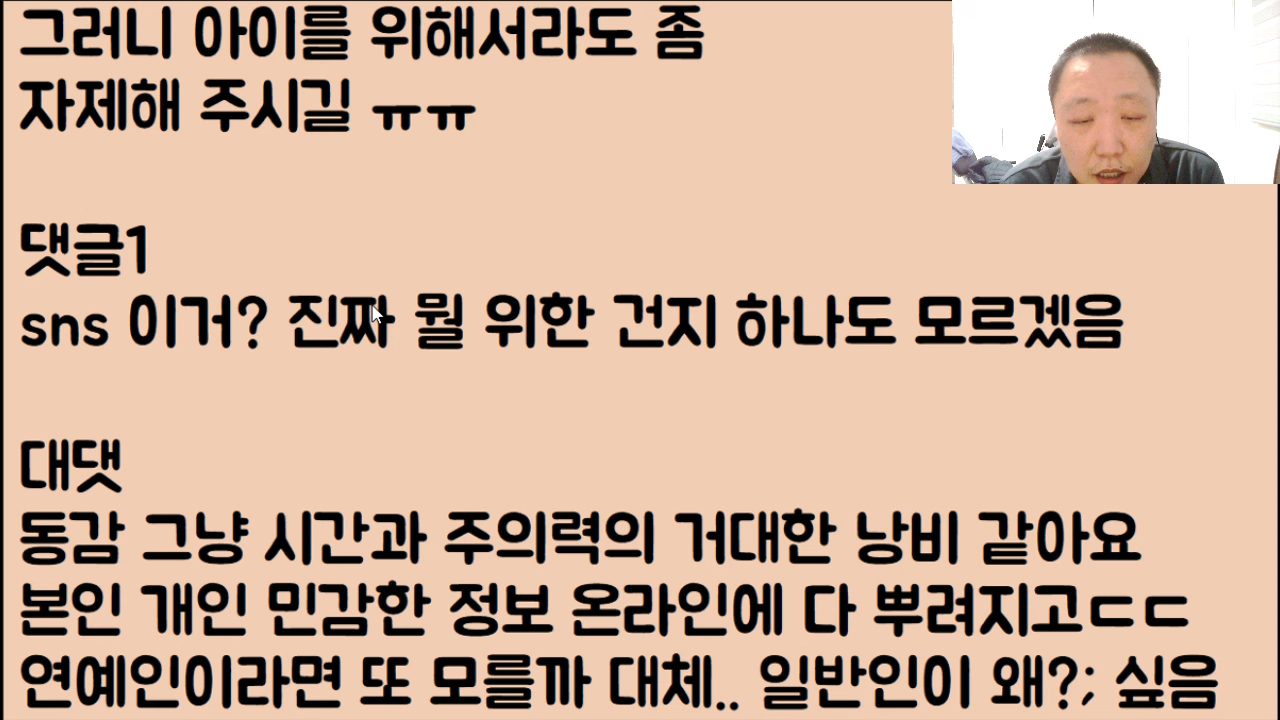 그러니 아이를 위해서라도 좀
자제해 주시길 ㅠㅠ
댓글1
sns 이거? 진짜 뭘 위한 건지 하나도 모르겠음
대댓
동감 그냥 시간과 주의력의 거대한 낭비 같아요
본인 개인 민감한 정보 온라인에 다 뿌려지고ㄷㄷ
연예인이라면 또 모를까 대체.. 일반인이 왜?; 싶음